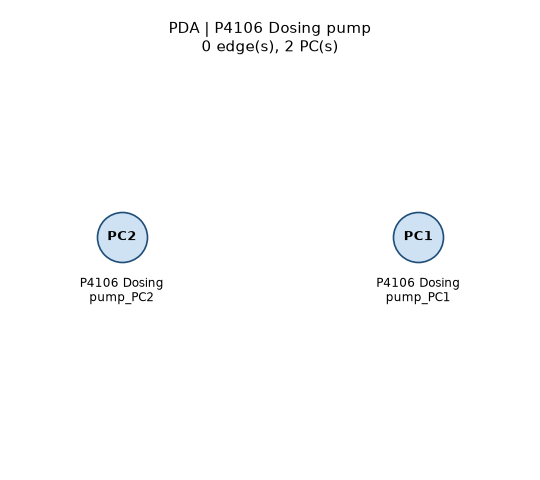 PDA | P4106 Dosing pump
0 edge(s), 2 PC(s)
PC2
PC1
P4106 Dosing
pump_PC2
P4106 Dosing
pump_PC1